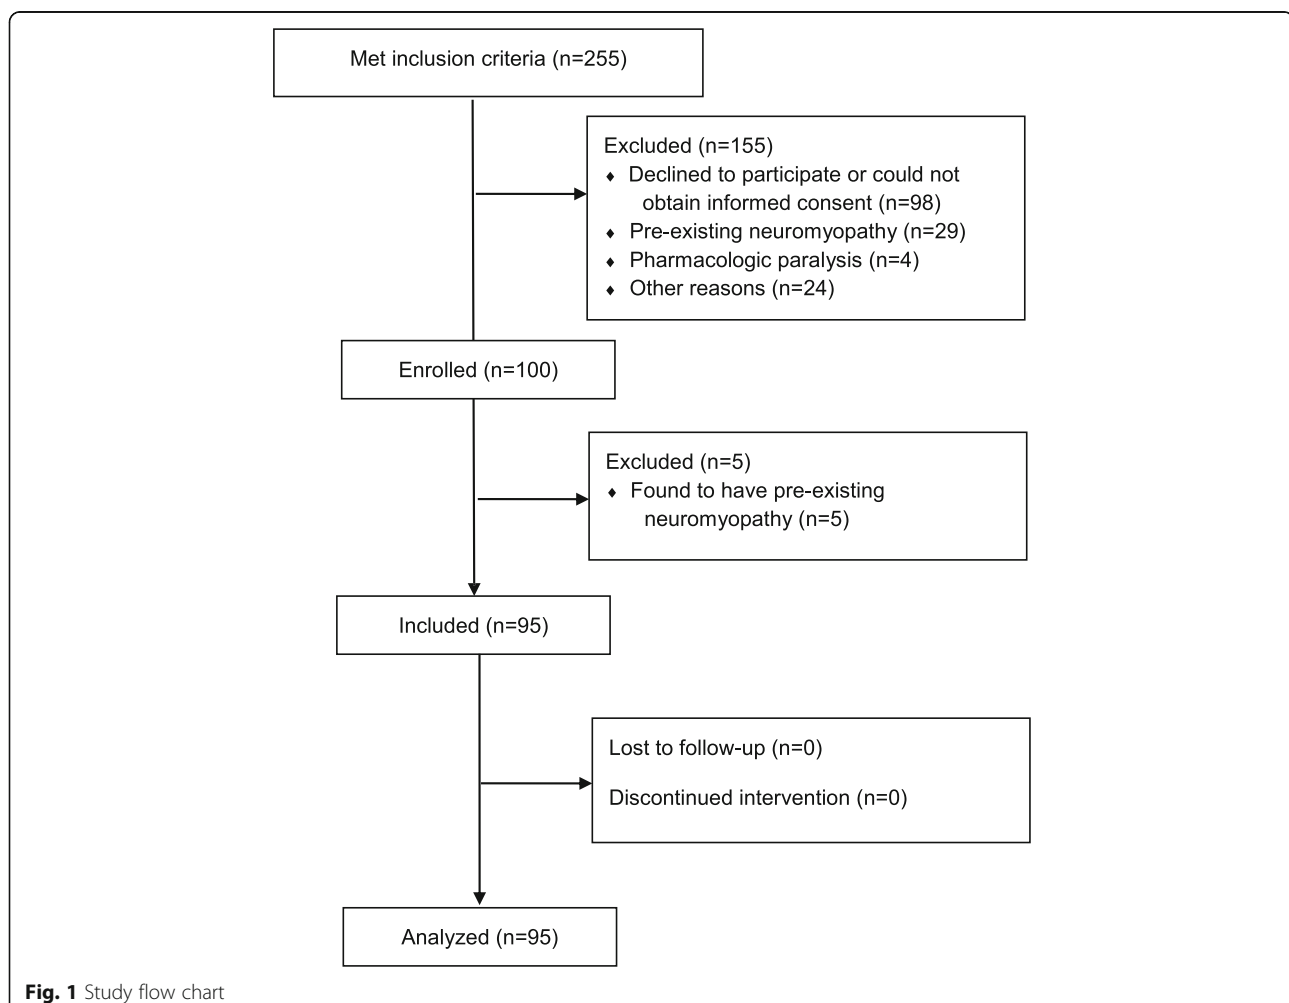 Met inclusion criteria (n=255)
Excluded (n=155)
♦ Declined to participate or could not
obtain informed consent (n=98)
♦ Pre-existing neuromyopathy (n=29)
♦ Pharmacologic paralysis (n=4)
♦ Other reasons (n=24)
Enrolled (n=100)
Excluded (n=5)
♦ Found to have pre-existing
neuromyopathy (n=5)
Included (n=95)
Lost to follow-up (n=0)
Discontinued intervention (n=0)
Analyzed (n=95)
Fig. 1 Study flow chart